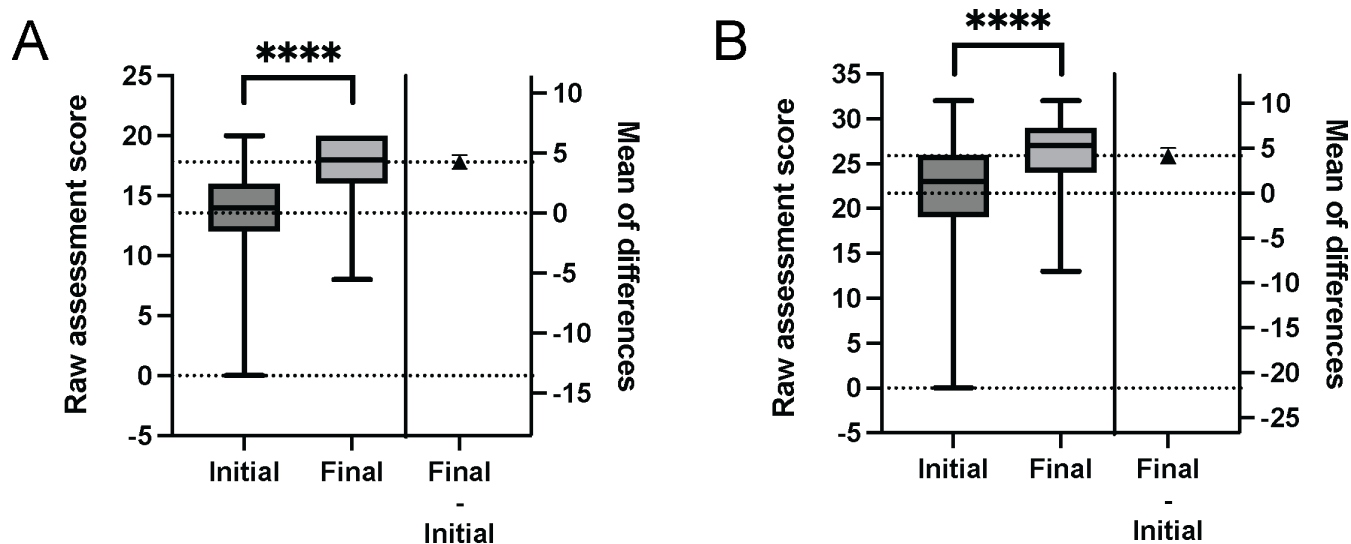 A
****
Raw assessment score
25
20
15
10
5
0
-5
10
5
0
-5
-10
-15
Mean of differences
Initial
Final
Final
-
Initial
B
****
Raw assessment score
35
30
25
20
15
10
5
0
-5
10
5
0
-5
-10
-15
-20
-25
Mean of differences
Initial
Final
Final
-
Initial